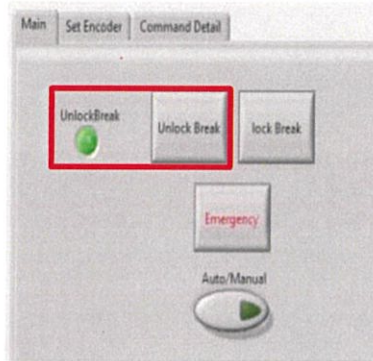 Main Set Encoder Command Detail
UnlockBreak
Unlock Break lock Break
Emergency
Auto/Manual